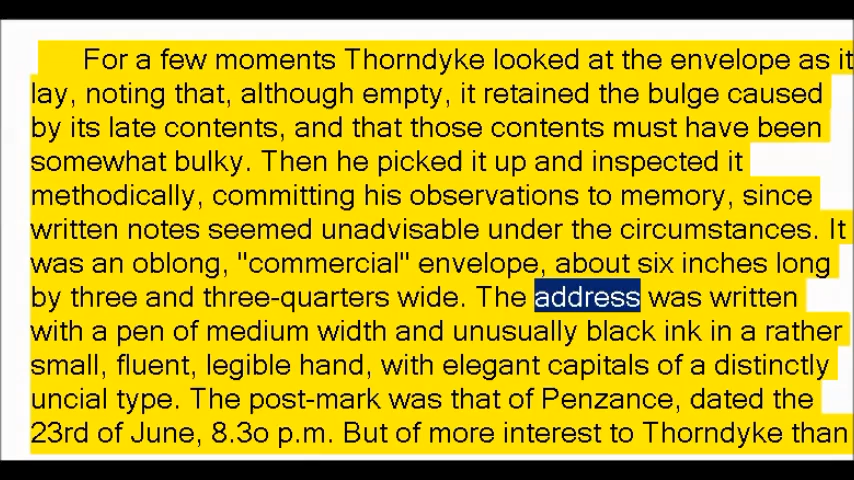 For a few moments Thorndyke looked at the envelope as it
lay, noting that, although empty, it retained the bulge caused
by its late contents, and that those contents must have been
somewhat bulky. Then he picked it up and inspected it
methodically, committing his observations to memory, since
written notes seemed unadvisable under the circumstances. It
was an oblong, "commercial" envelope, about six inches long
by three and three-quarters wide. The address was written
with a pen of medium width and unusually black ink in a rather
small, fluent, legible hand, with elegant capitals of a distinctly
uncial type. The post-mark was that of Penzance, dated the
23rd of June, 8.3o p.m. But of more interest to Thorndyke than